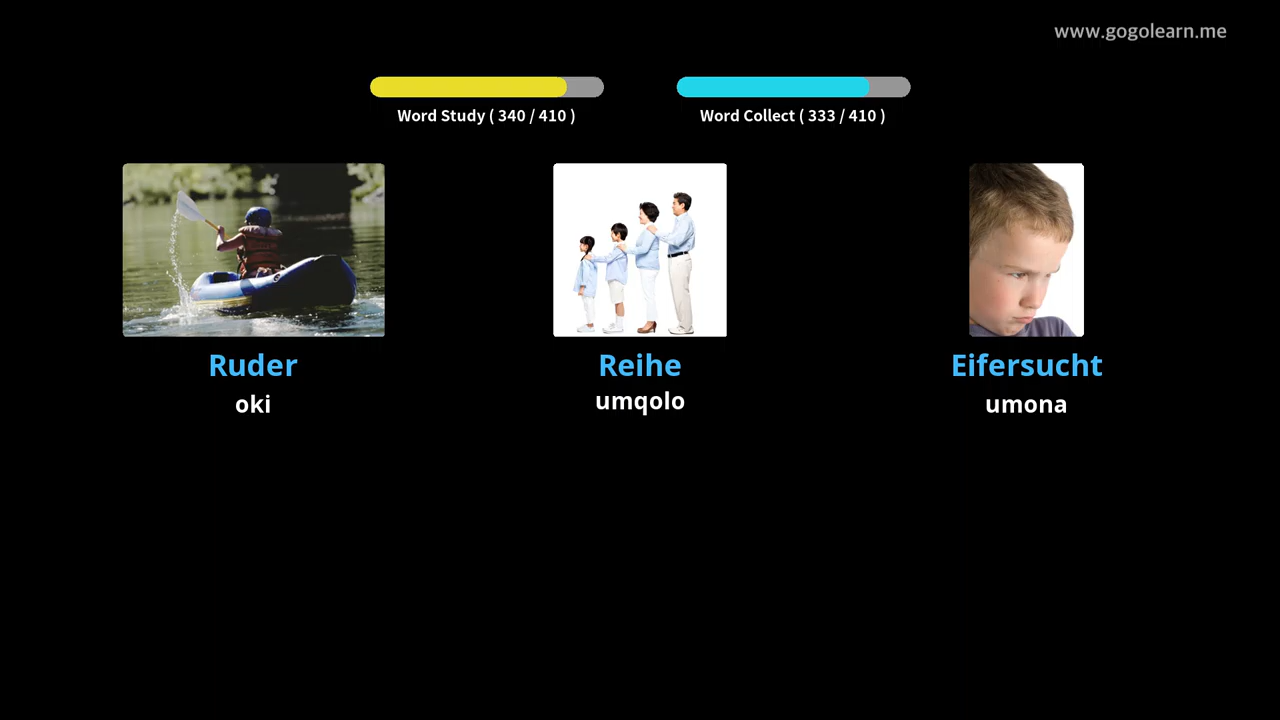 www.gogolearn.me
Word Study ( 340 / 410 )
Word Collect ( 333 / 410 )
Ruder
oki
Reihe
umqolo
Eifersucht
umona